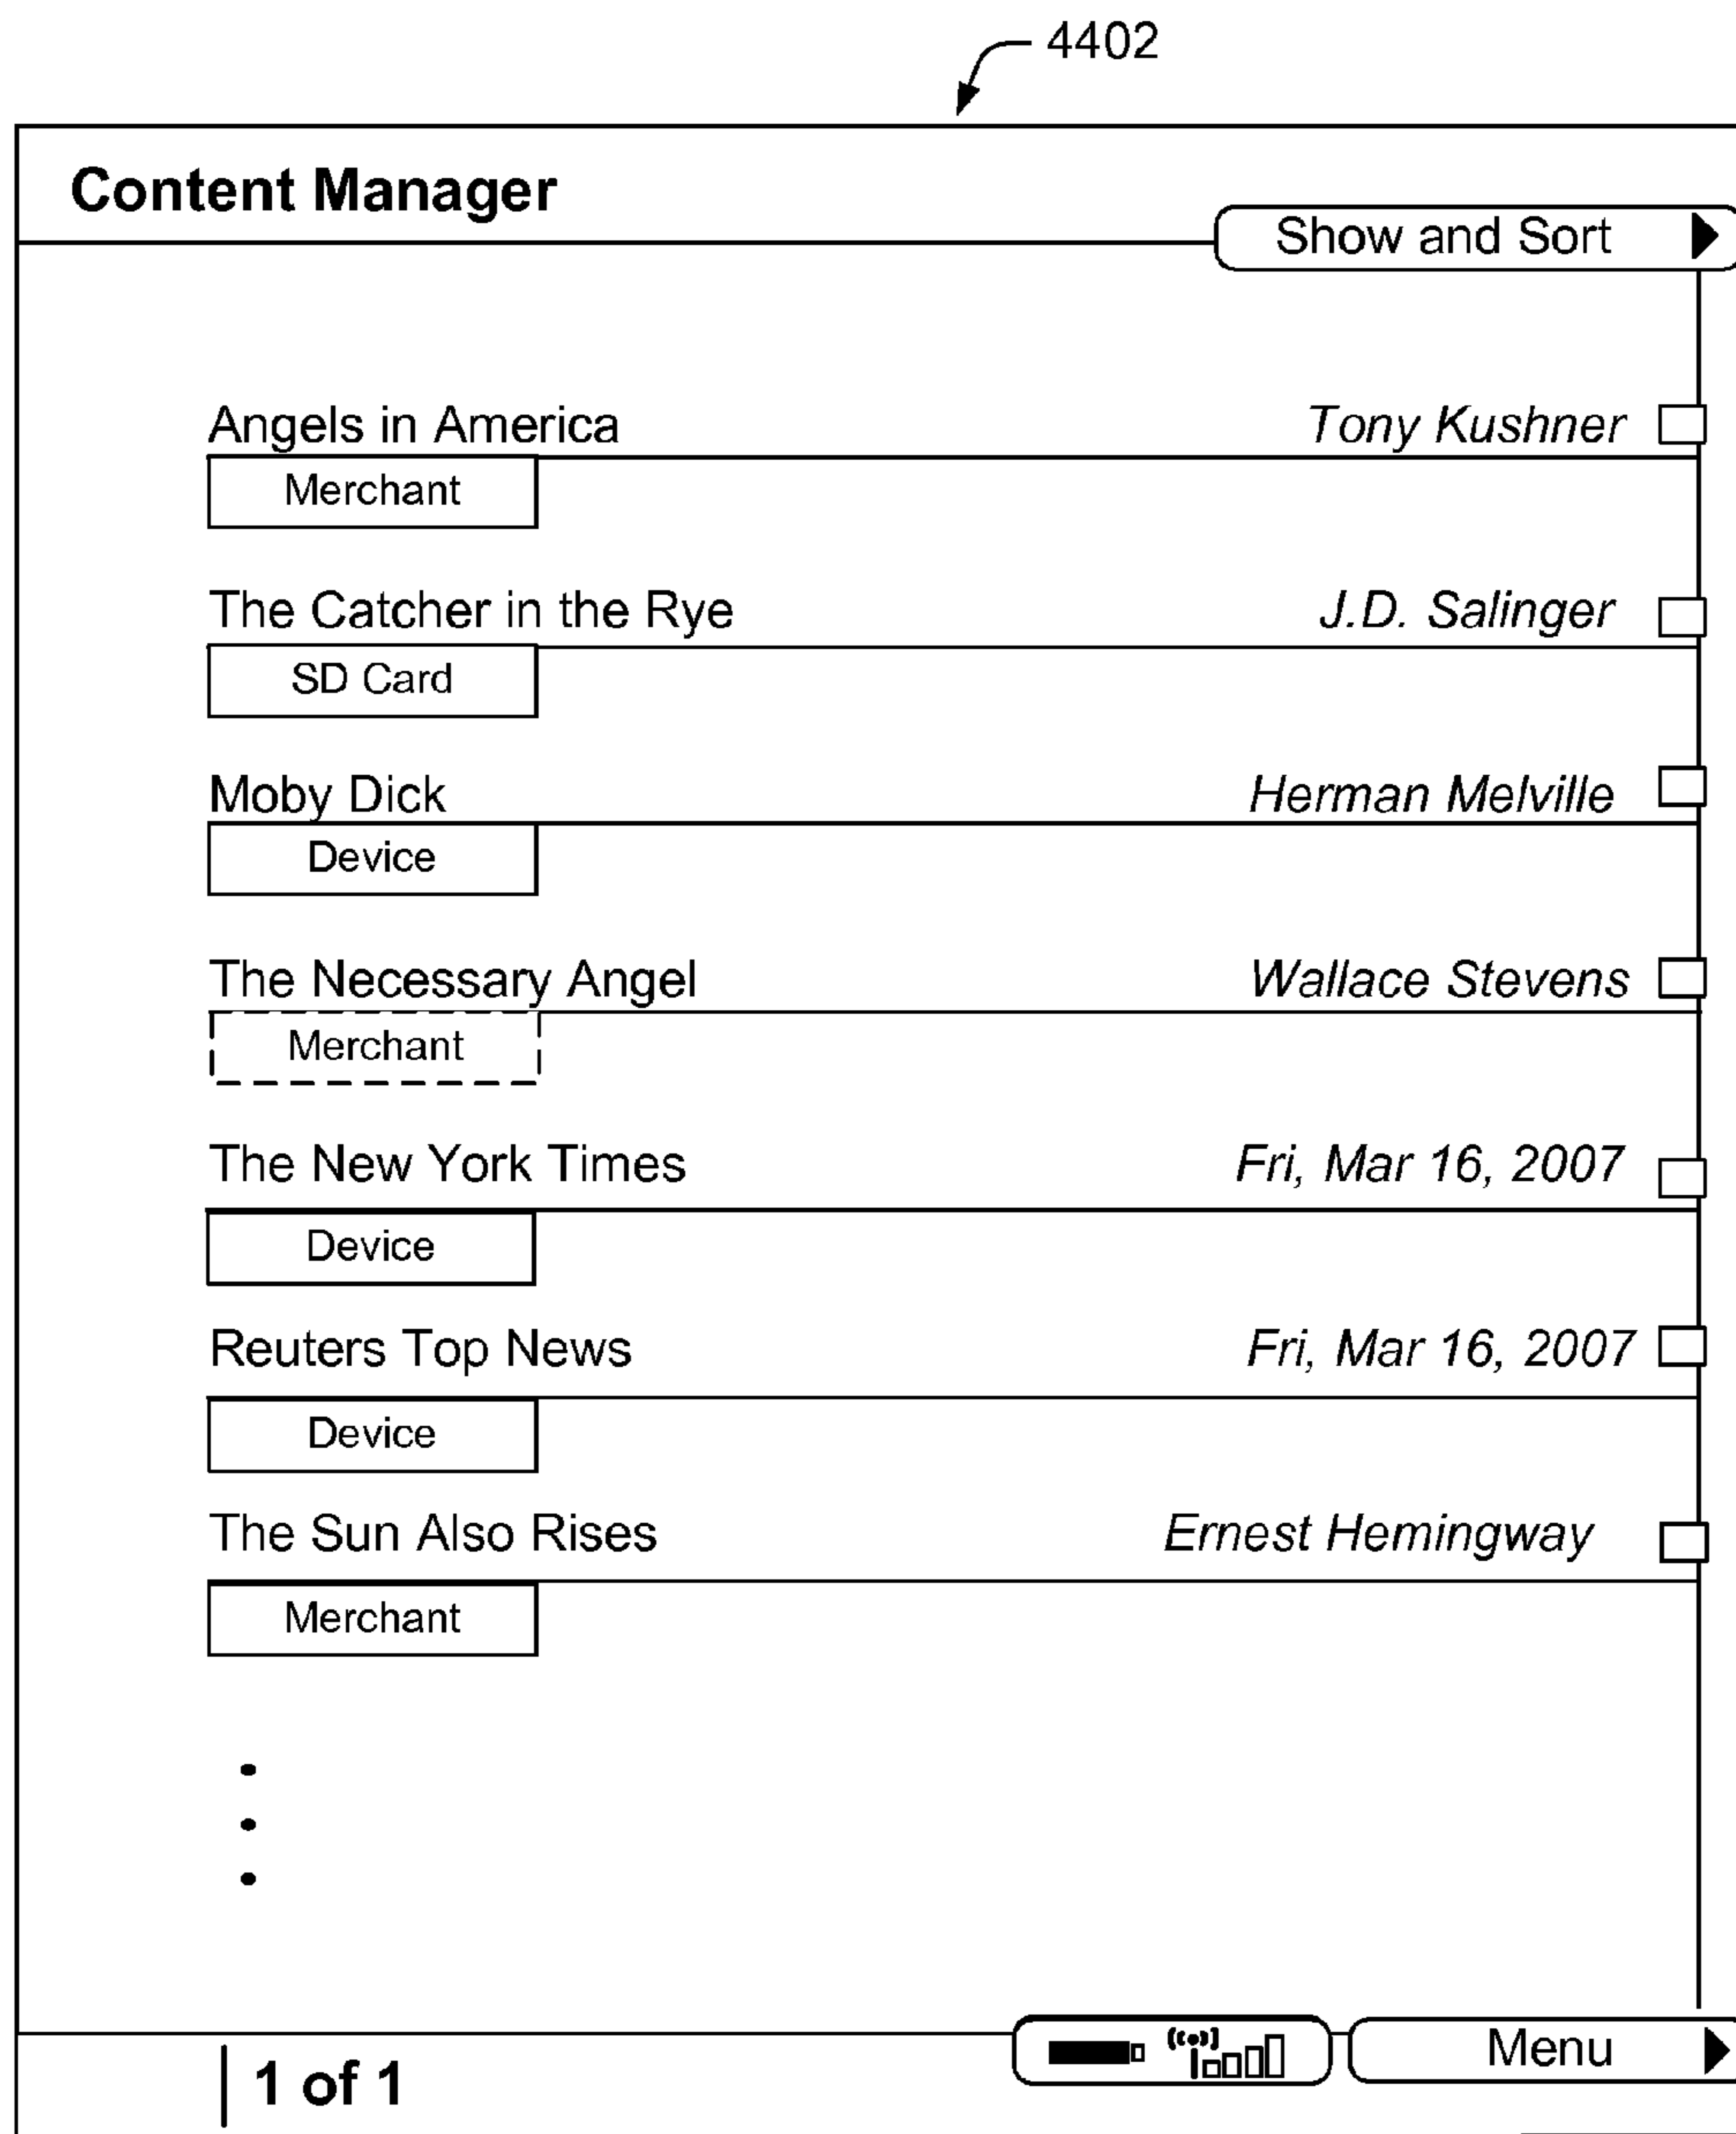 4402
Content Manager
Show and Sort
Angels in America Tony Kushner
Merchant
The Catcher in the Rye J.D. Salinger
SD Card
Moby Dick Herman Melville
Device
The Necessary Angel Wallace Stevens
Merchant
The New York Times Fri, Mar 16, 2007
Device
Reuters Top News Fri, Mar 16, 2007
Device
The Sun Also Rises Ernest Hemingway
Merchant
Menu
1 of 1